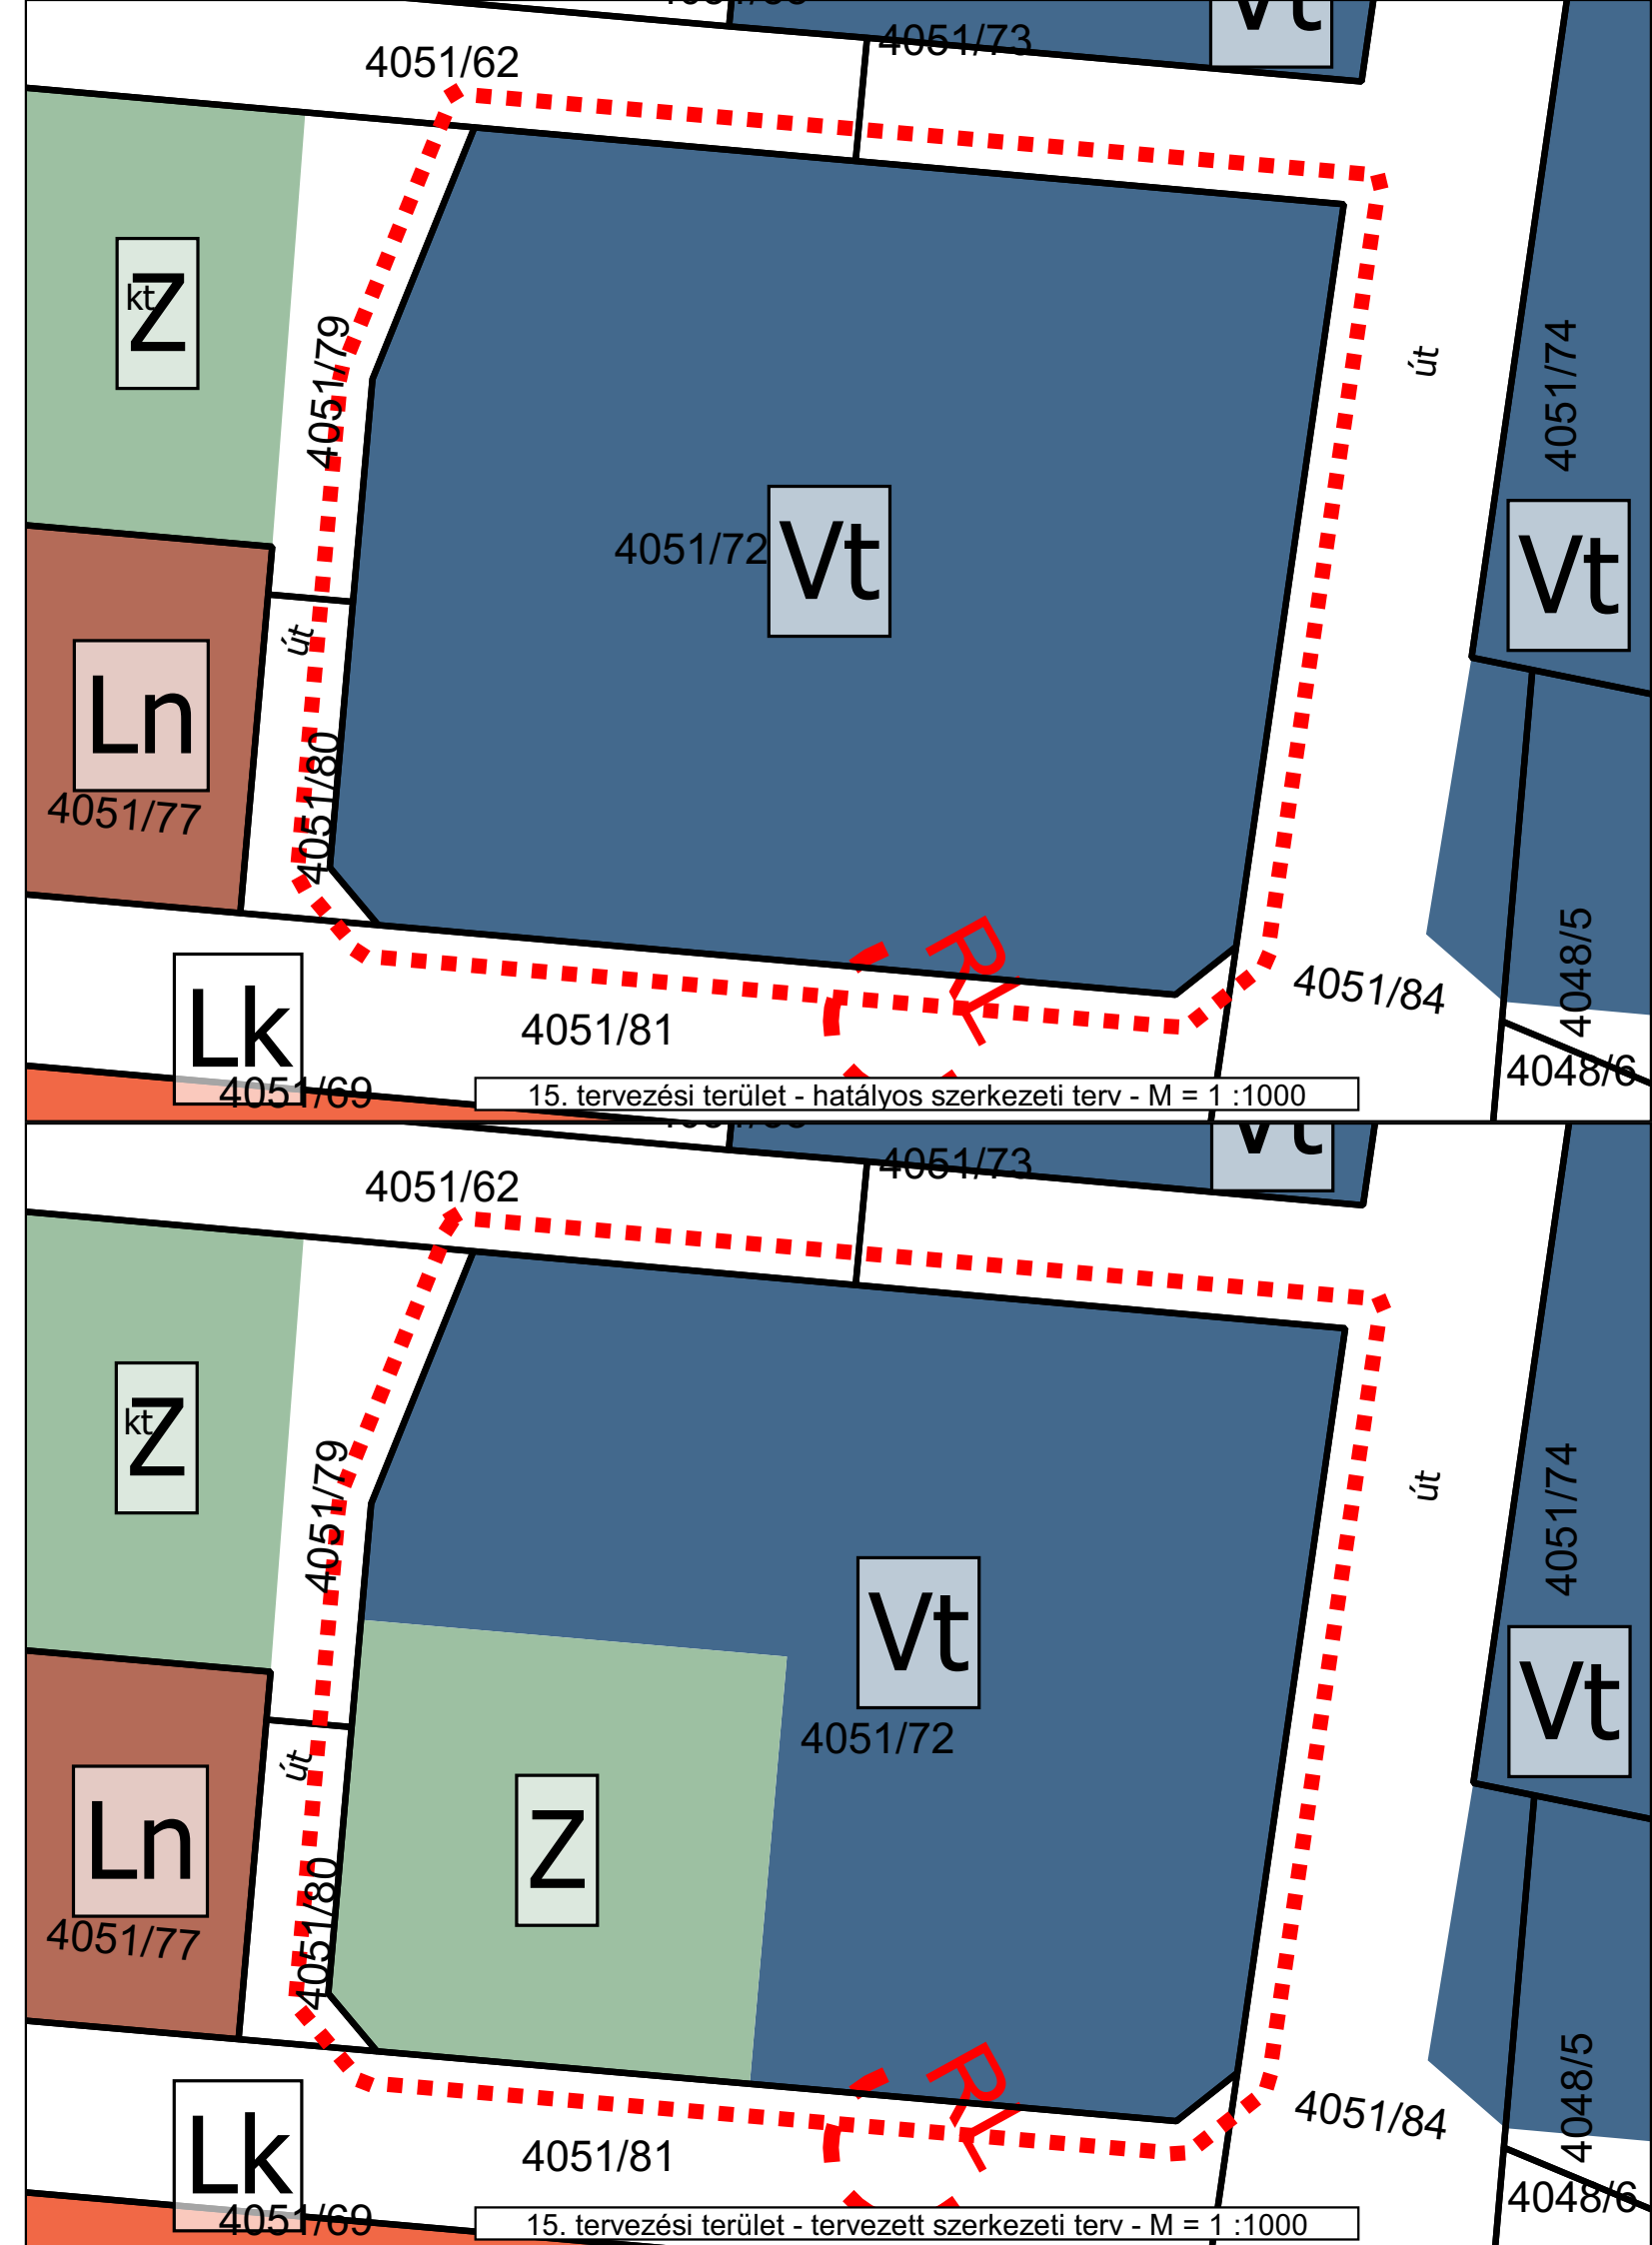 Vt
4051/73
4051/62
kt
Z
4051/79
út
4051/74
4051/72
Vt
Vt
út
Ln
4051/77
4051/80
RL
4051/84
4048/5
Lk
4051/81
4048/6
4051/69
15. tervezési terület - hatályos szerkezeti terv - M = 1 :1000
Vt
4051/73
4051/62
kt
Z
4051/79
út
4051/74
Vt
4051/72
Vt
út
Ln
4051/77
Z
4051/80
RL
4051/84
4048/5
Lk
4051/81
4048/6
4051/69
15. tervezési terület - tervezett szerkezeti terv - M = 1 :1000